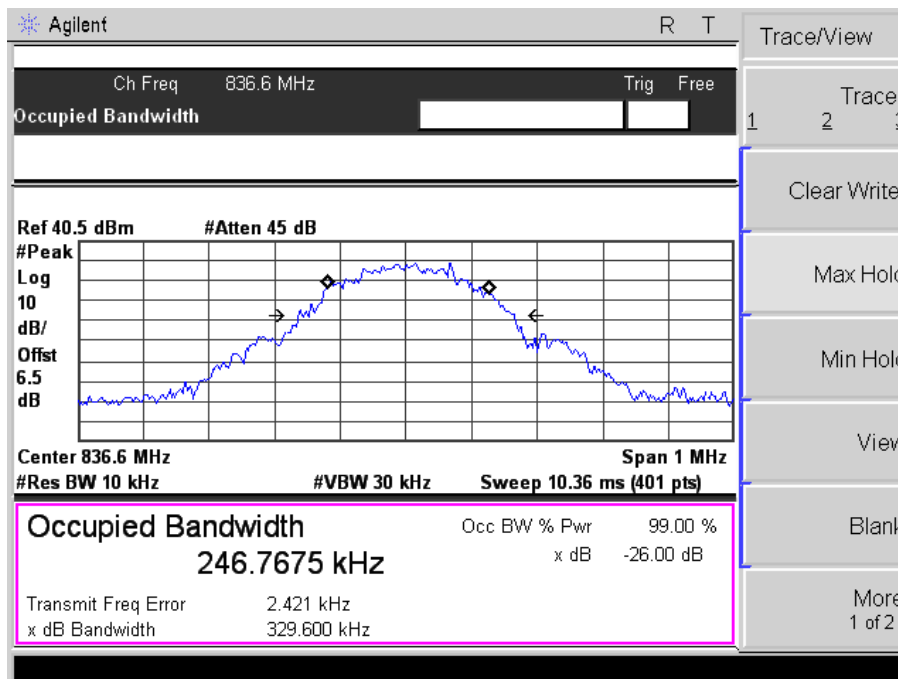 Agilent R T
Ch Freq 836.6 MHz Trig Free
Occupied Bandwidth
Ref 40.5 dBm #Atten 45 dB
#Peak
Log
10
dB/
Offst
6.5
dB
Center 836.6 MHz Span 1 MHz
#Res BW 10 kHz #VBW 30 kHz Sweep 10.36 ms (401 pts)
Occupied Bandwidth Occ BW % Pwr 99.00 %
246.7675 kHz x dB -26.00 dB
Transmit Freq Error 2.421 kHz
x dB Bandwidth 329.600 kHz
Trace/View
Trace
1 2
Clear Write
Max Hold
Min Hold
View
Blank
More
1 of 2